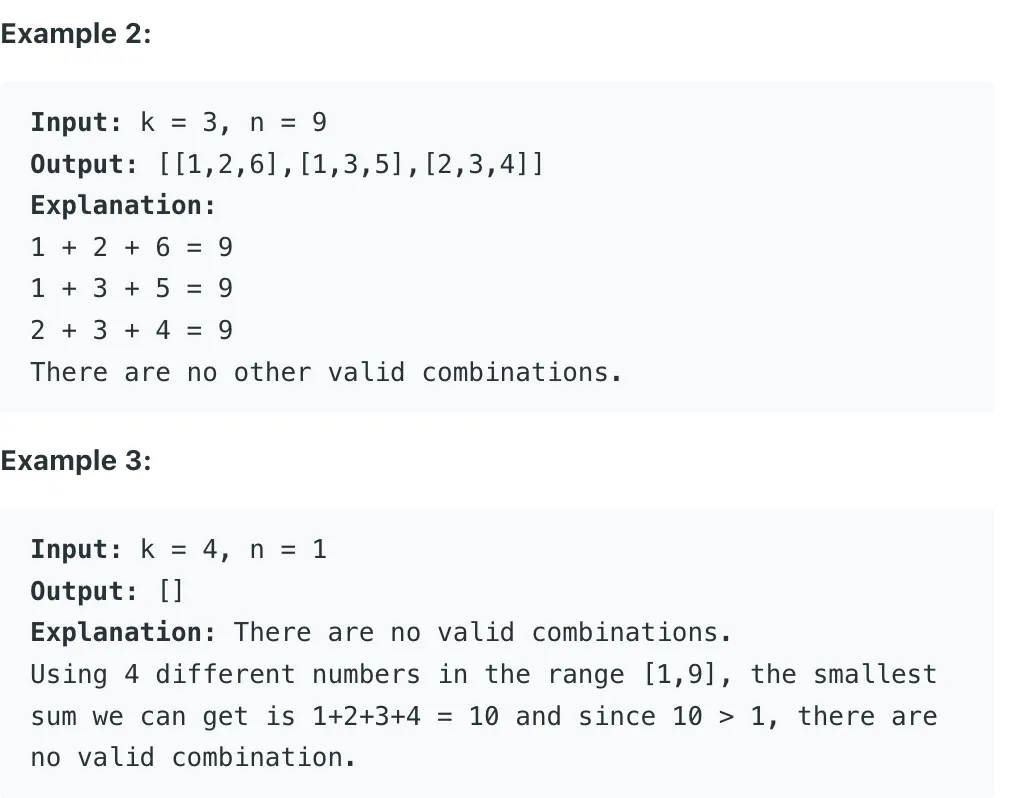 Example 2:
Input: k = 3, n = 9
Output: [[1,2,6],[1,3,5],[2,3,4]]
Explanation:
1 + 2 + 6 = 9
1 + 3 + 5 = 9
2 + 3 + 4 = 9
There are no other valid combinations.
Example 3:
Input: k = 4, n = 1
Output: []
Explanation: There are no valid combinations.
Using 4 different numbers in the range [1,9], the smallest
sum we can get is 1+2+3+4 = 10 and since 10 > 1, there are
no valid combination.